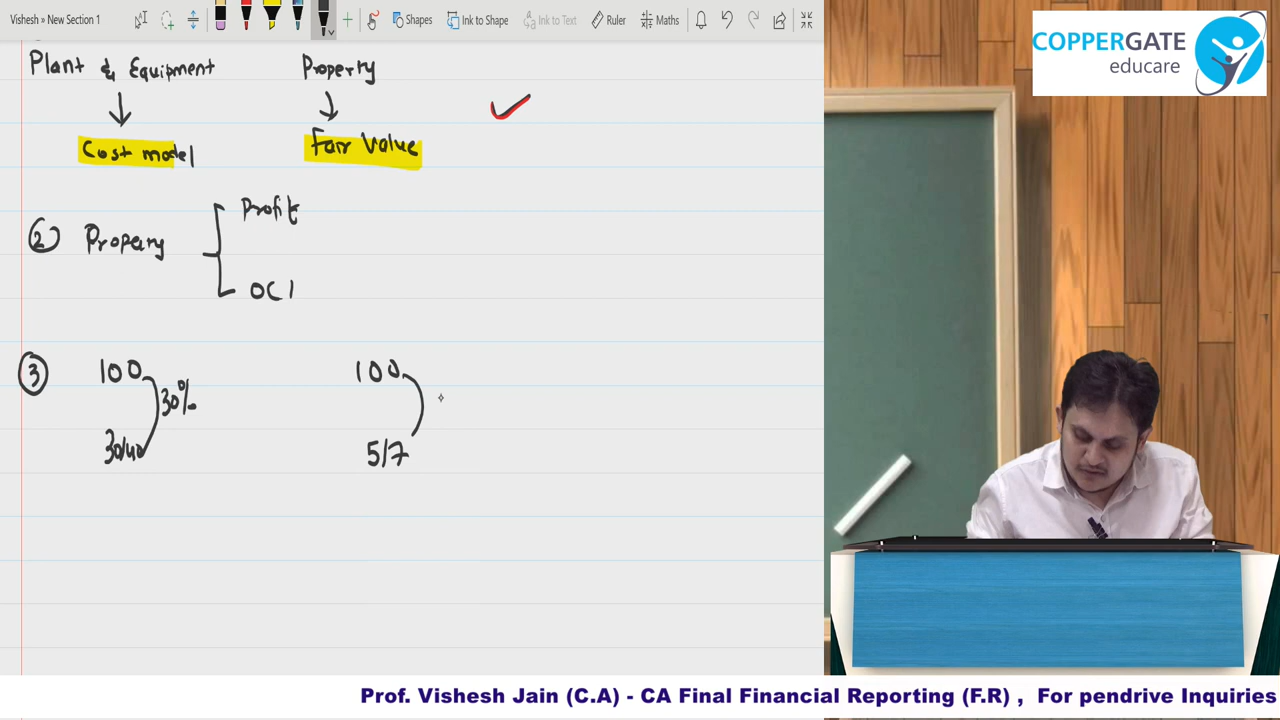 Vishesh » New Section 1
Shapes
Ink to Shape
Ink to Text
Ruler
Maths
COPPERGATE
educare
Plant & Equipment
Property
Cost model
Fair Value
② Property
Profit
OCI
③ 100
30%
30/40
100
5/7
Prof. Vishesh Jain (C.A) - CA Final Financial Reporting (F.R) , For pendrive Inquiries